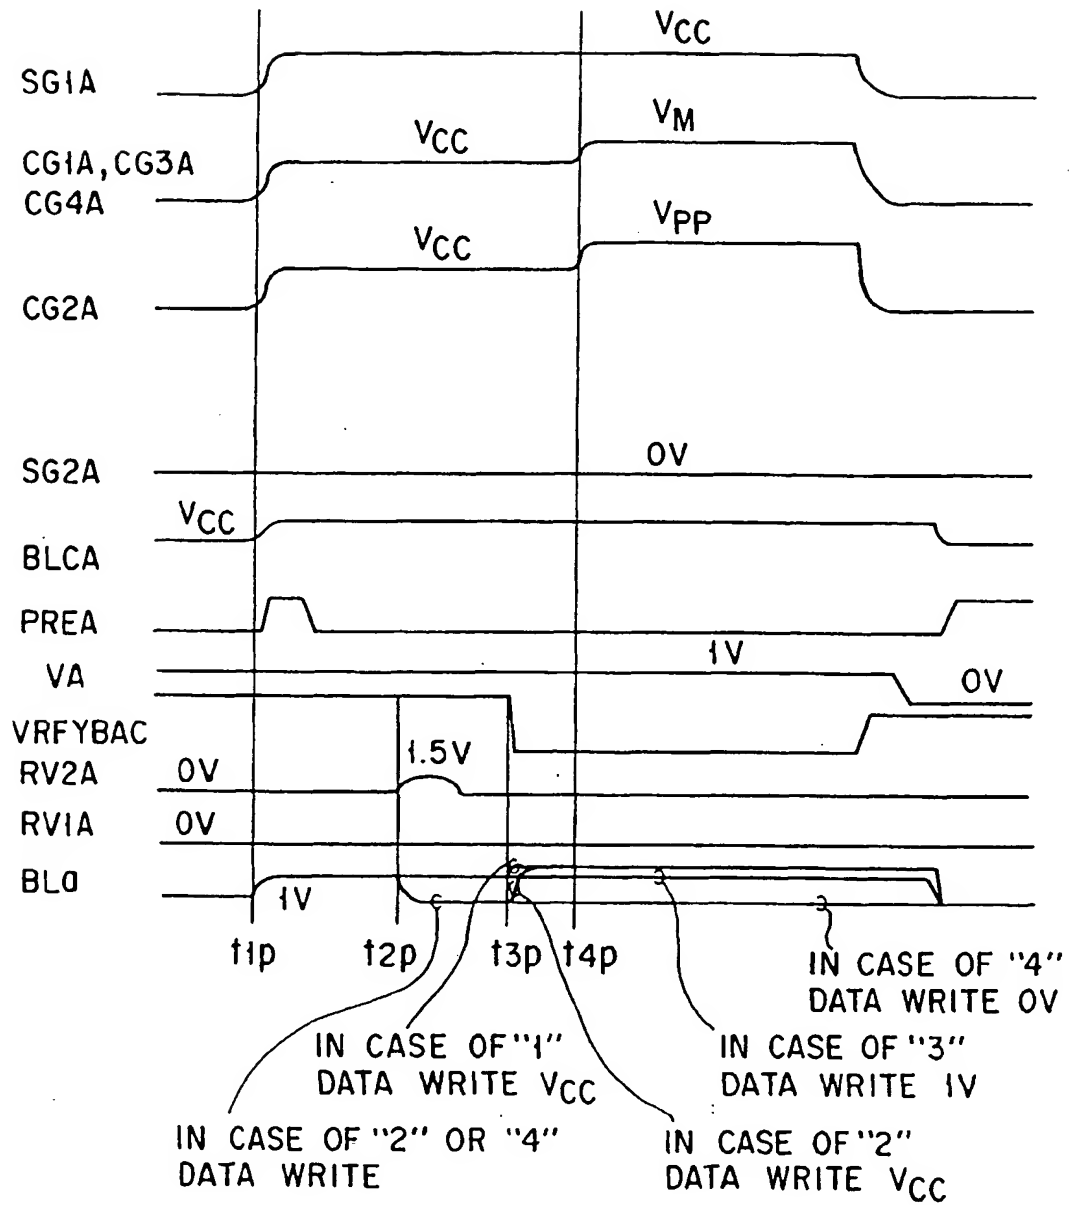 VCC
SG1A
VCC
VM
CG1A, CG3A
CG4A
VCC
VPP
CG2A
SG2A
0V
VCC
BLCA
PREA
1V
VA
0V
VRFYBAC
1.5V
RV2A 0V
RV1A 0V
BLa
1V
t1p t2p t3p t4p
IN CASE OF "4"
DATA WRITE 0V
IN CASE OF "1"
DATA WRITE VCC
IN CASE OF "3"
DATA WRITE 1V
IN CASE OF "2" OR "4"
DATA WRITE
IN CASE OF "2"
DATA WRITE VCC